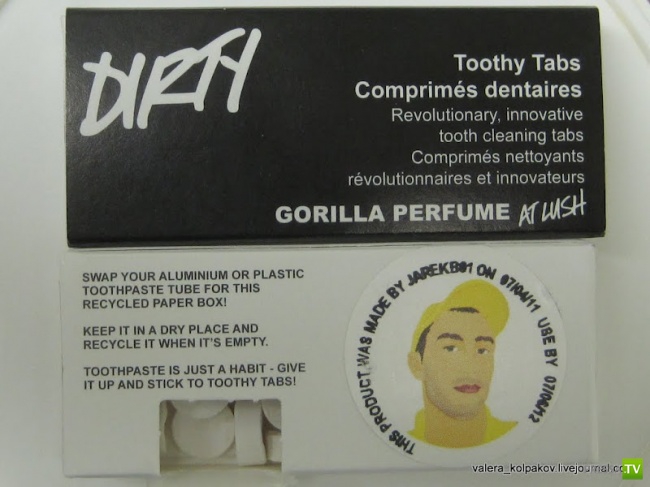 DIRTY
Toothy Tabs
Comprimés dentaires
Revolutionary, innovative
tooth cleaning tabs
Comprimés nettoyants
révolutionnaires et innovateurs
GORILLA PERFUME AT LUSH
SWAP YOUR ALUMINIUM OR PLASTIC
TOOTHPASTE TUBE FOR THIS
RECYCLED PAPER BOX!
KEEP IT IN A DRY PLACE AND
RECYCLE IT WHEN IT'S EMPTY.
TOOTHPASTE IS JUST A HABIT - GIVE
IT UP AND STICK TO TOOTHY TABS!
THIS PRODUCT WAS MADE BY JAREKB01 ON 07/04/11 USE BY
valera_kolpakov.livejournal.com
TV